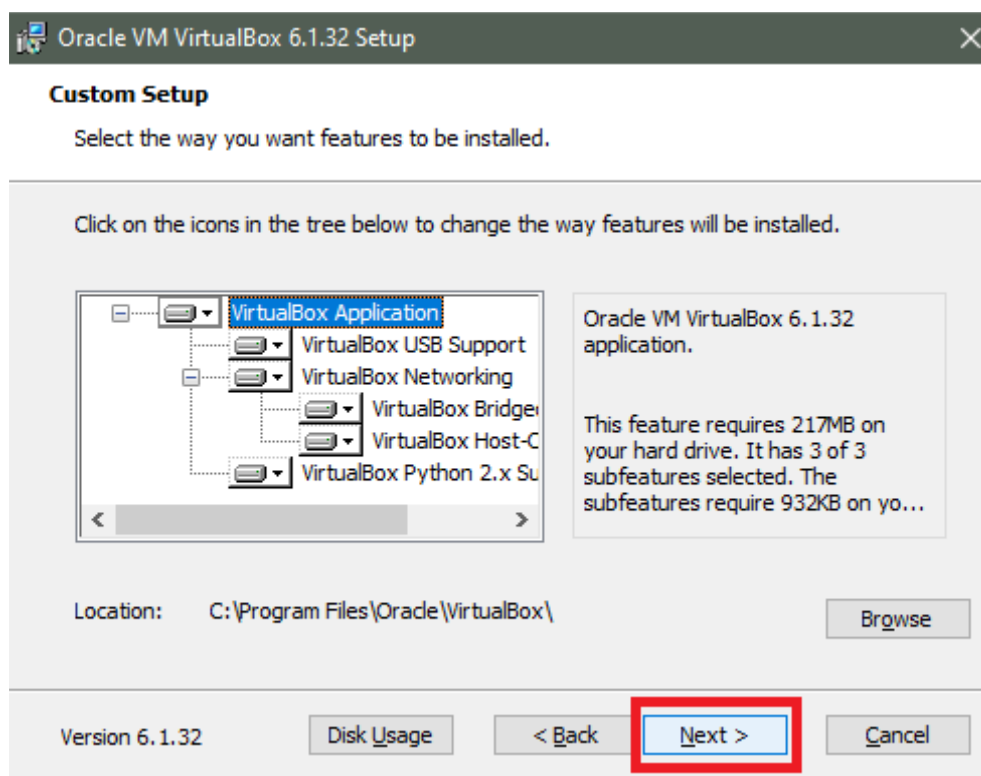 Oracle VM VirtualBox 6.1.32 Setup
Custom Setup
Select the way you want features to be installed.
Click on the icons in the tree below to change the way features will be installed.
VirtualBox Application
VirtualBox USB Support
VirtualBox Networking
VirtualBox Bridge
VirtualBox Host-C
VirtualBox Python 2.x Su
Oracle VM VirtualBox 6.1.32
application.
This feature requires 217MB on
your hard drive. It has 3 of 3
subfeatures selected. The
subfeatures require 932KB on yo...
Location: C:\Program Files\Oracle\VirtualBox\
Browse
Version 6.1.32 Disk Usage < Back Next > Cancel